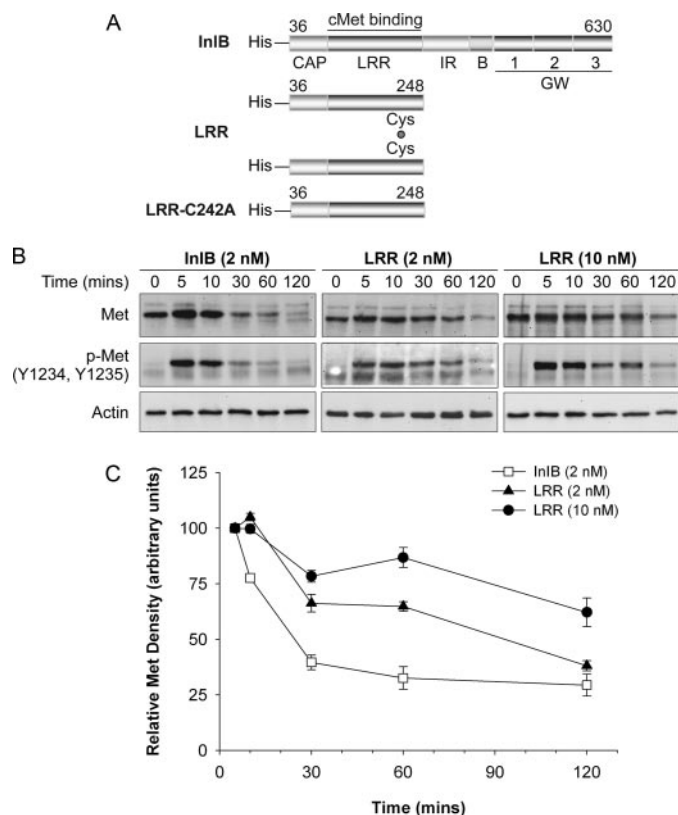 A
cMet binding
36 630
InlB His
CAP LRR IR B 1 2 3
GW
36 248
His
Cys
LRR
Cys
His
36 248
LRR-C242A His
B InlB (2 nM) LRR (2 nM) LRR (10 nM)
Time (mins) 0 5 10 30 60 120 0 5 10 30 60 120 0 5 10 30 60 120
Met
p-Met
(Y1234, Y1235)
Actin
C
Relative Met Density (arbitrary units)
125
100
75
50
25
0
InlB (2 nM)
LRR (2 nM)
LRR (10 nM)
0 30 60 90 120
Time (mins)